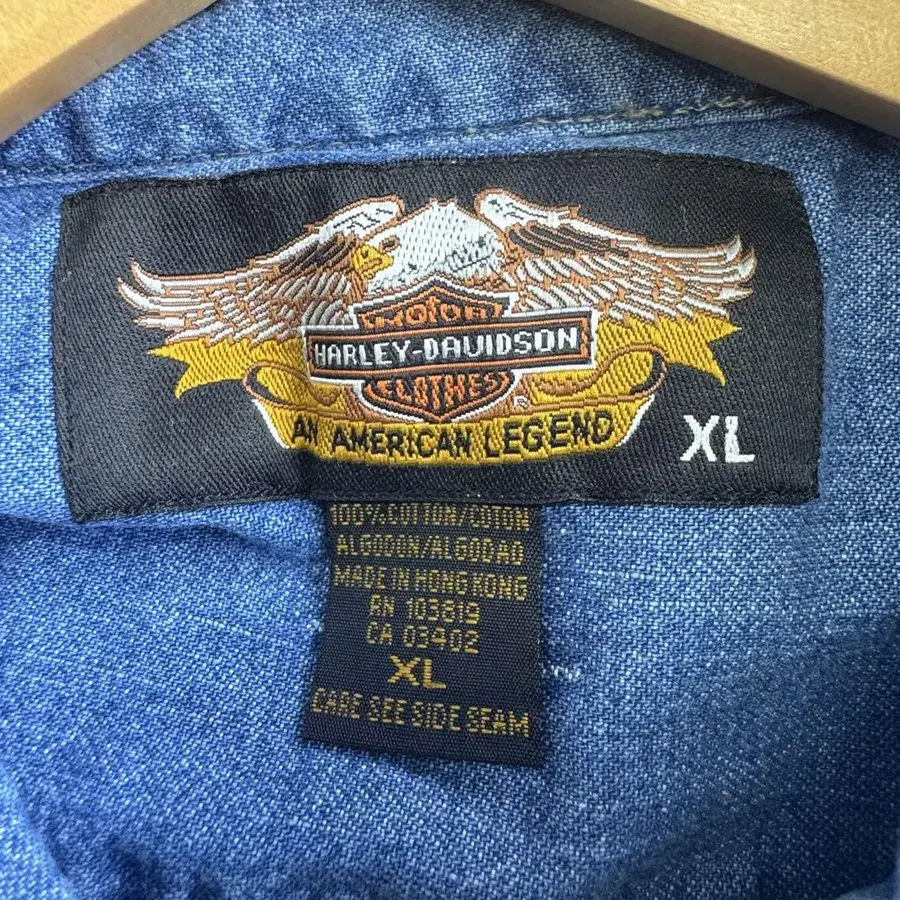 MOTOR
HARLEY-DAVIDSON
CLOTHES
®
AN AMERICAN LEGEND
XL
100% COTTON/COTON
ALGODON/ALGODAO
MADE IN HONG KONG
RN 103819
CA 03402
XL
CARE SEE SIDE SEAM